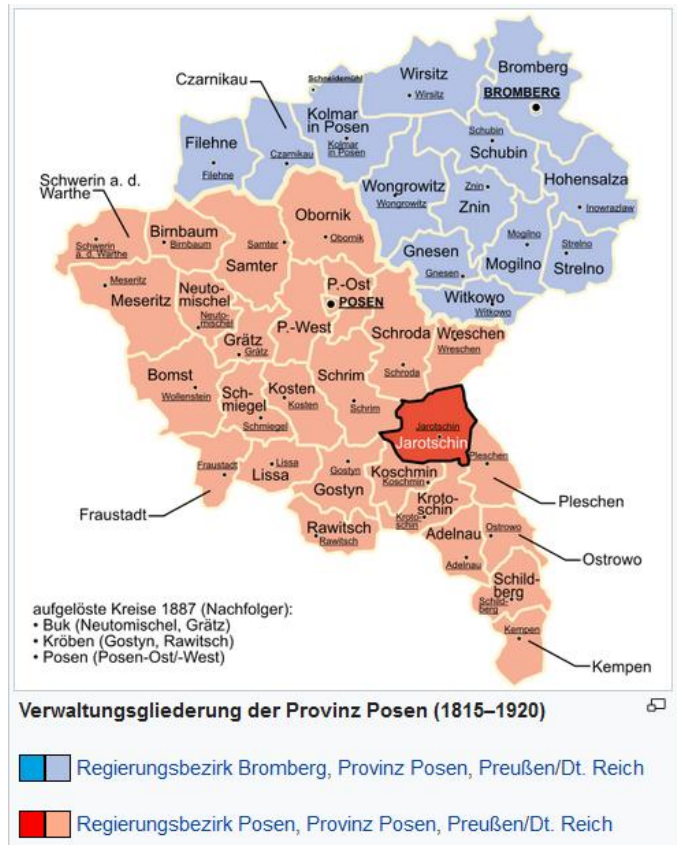 Czarnikau
Schneidemühl
Wirsitz
Wirsitz
Bromberg
BROMBERG
Kolmar
in Posen
Kolmar
in Posen
Filehne
Filehne
Czarnikau
Schubin
Schubin
Wongrowitz
Wongrowitz
Znin
Znin
Hohensalza
Inowrazlaw
Schwerin a. d.
Warthe
Schwerin
a. d. Warthe
Birnbaum
Birnbaum
Obornik
Obornik
Samter
Samter
Gnesen
Gnesen
Mogilno
Mogilno
Strelno
Strelno
Witkowo
Witkowo
Meseritz
Meseritz
Neuto-
mischel
Neuto-
mischel
P.-Ost
POSEN
P.-West
Grätz
Grätz
Schroda
Schroda
Wreschen
Wreschen
Bomst
Wollenstein
Sch-
miegel
Schmiegel
Kosten
Kosten
Schrim
Schrim
Jarotschin
Jarotschin
Fraustadt
Fraustadt
Lissa
Lissa
Gostyn
Gostyn
Koschmin
Koschmin
Pleschen
Pleschen
Kroto-
schin
Kroto-
schin
Rawitsch
Rawitsch
Adelnau
Adelnau
Ostrowo
Ostrowo
Schild-
berg
Schild-
berg
Kempen
Kempen
aufgelöste Kreise 1887 (Nachfolger):
• Buk (Neutomischel, Grätz)
• Kröben (Gostyn, Rawitsch)
• Posen (Posen-Ost/-West)
Verwaltungsgliederung der Provinz Posen (1815–1920)
Regierungsbezirk Bromberg, Provinz Posen, Preußen/Dt. Reich
Regierungsbezirk Posen, Provinz Posen, Preußen/Dt. Reich